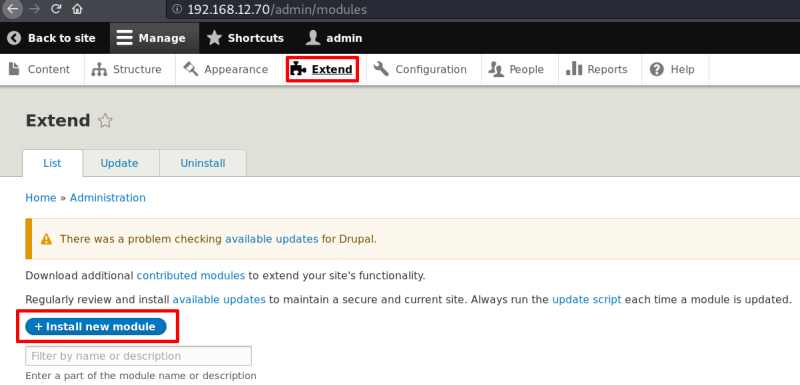 192.168.12.70/admin/modules
Back to site Manage Shortcuts admin
Content Structure Appearance Extend Configuration People Reports Help
Extend
List Update Uninstall
Home » Administration
There was a problem checking available updates for Drupal.
Download additional contributed modules to extend your site's functionality.
Regularly review and install available updates to maintain a secure and current site. Always run the update script each time a module is updated.
+ Install new module
Filter by name or description
Enter a part of the module name or description